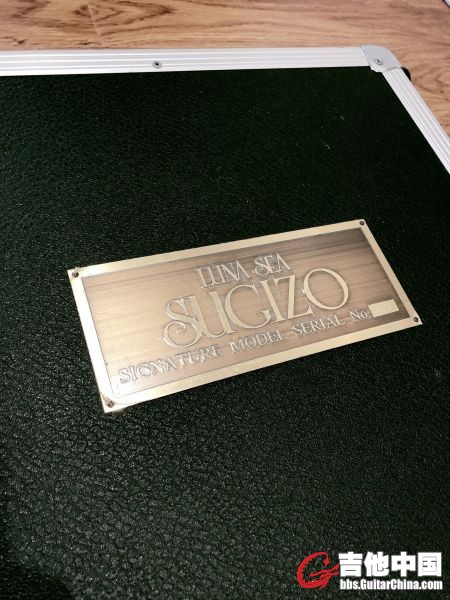 LUNA SEA
SUGIZO
SIGNATURE MODEL SERIAL No.
吉他中国
bbs.GuitarChina.com